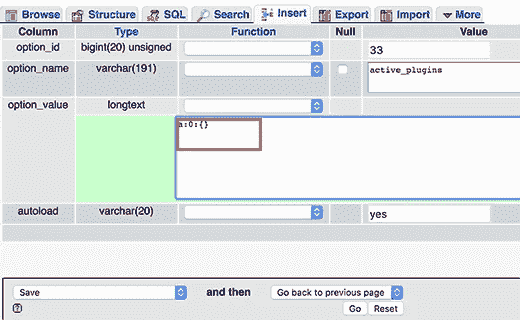 Browse Structure SQL Search Insert Export Import More
Column Type Function Null Value
option_id bigint(20) unsigned 33
option_name varchar(191) active_plugins
option_value longtext
a:0:{}
autoload varchar(20) yes
Save and then Go back to previous page
Go Reset